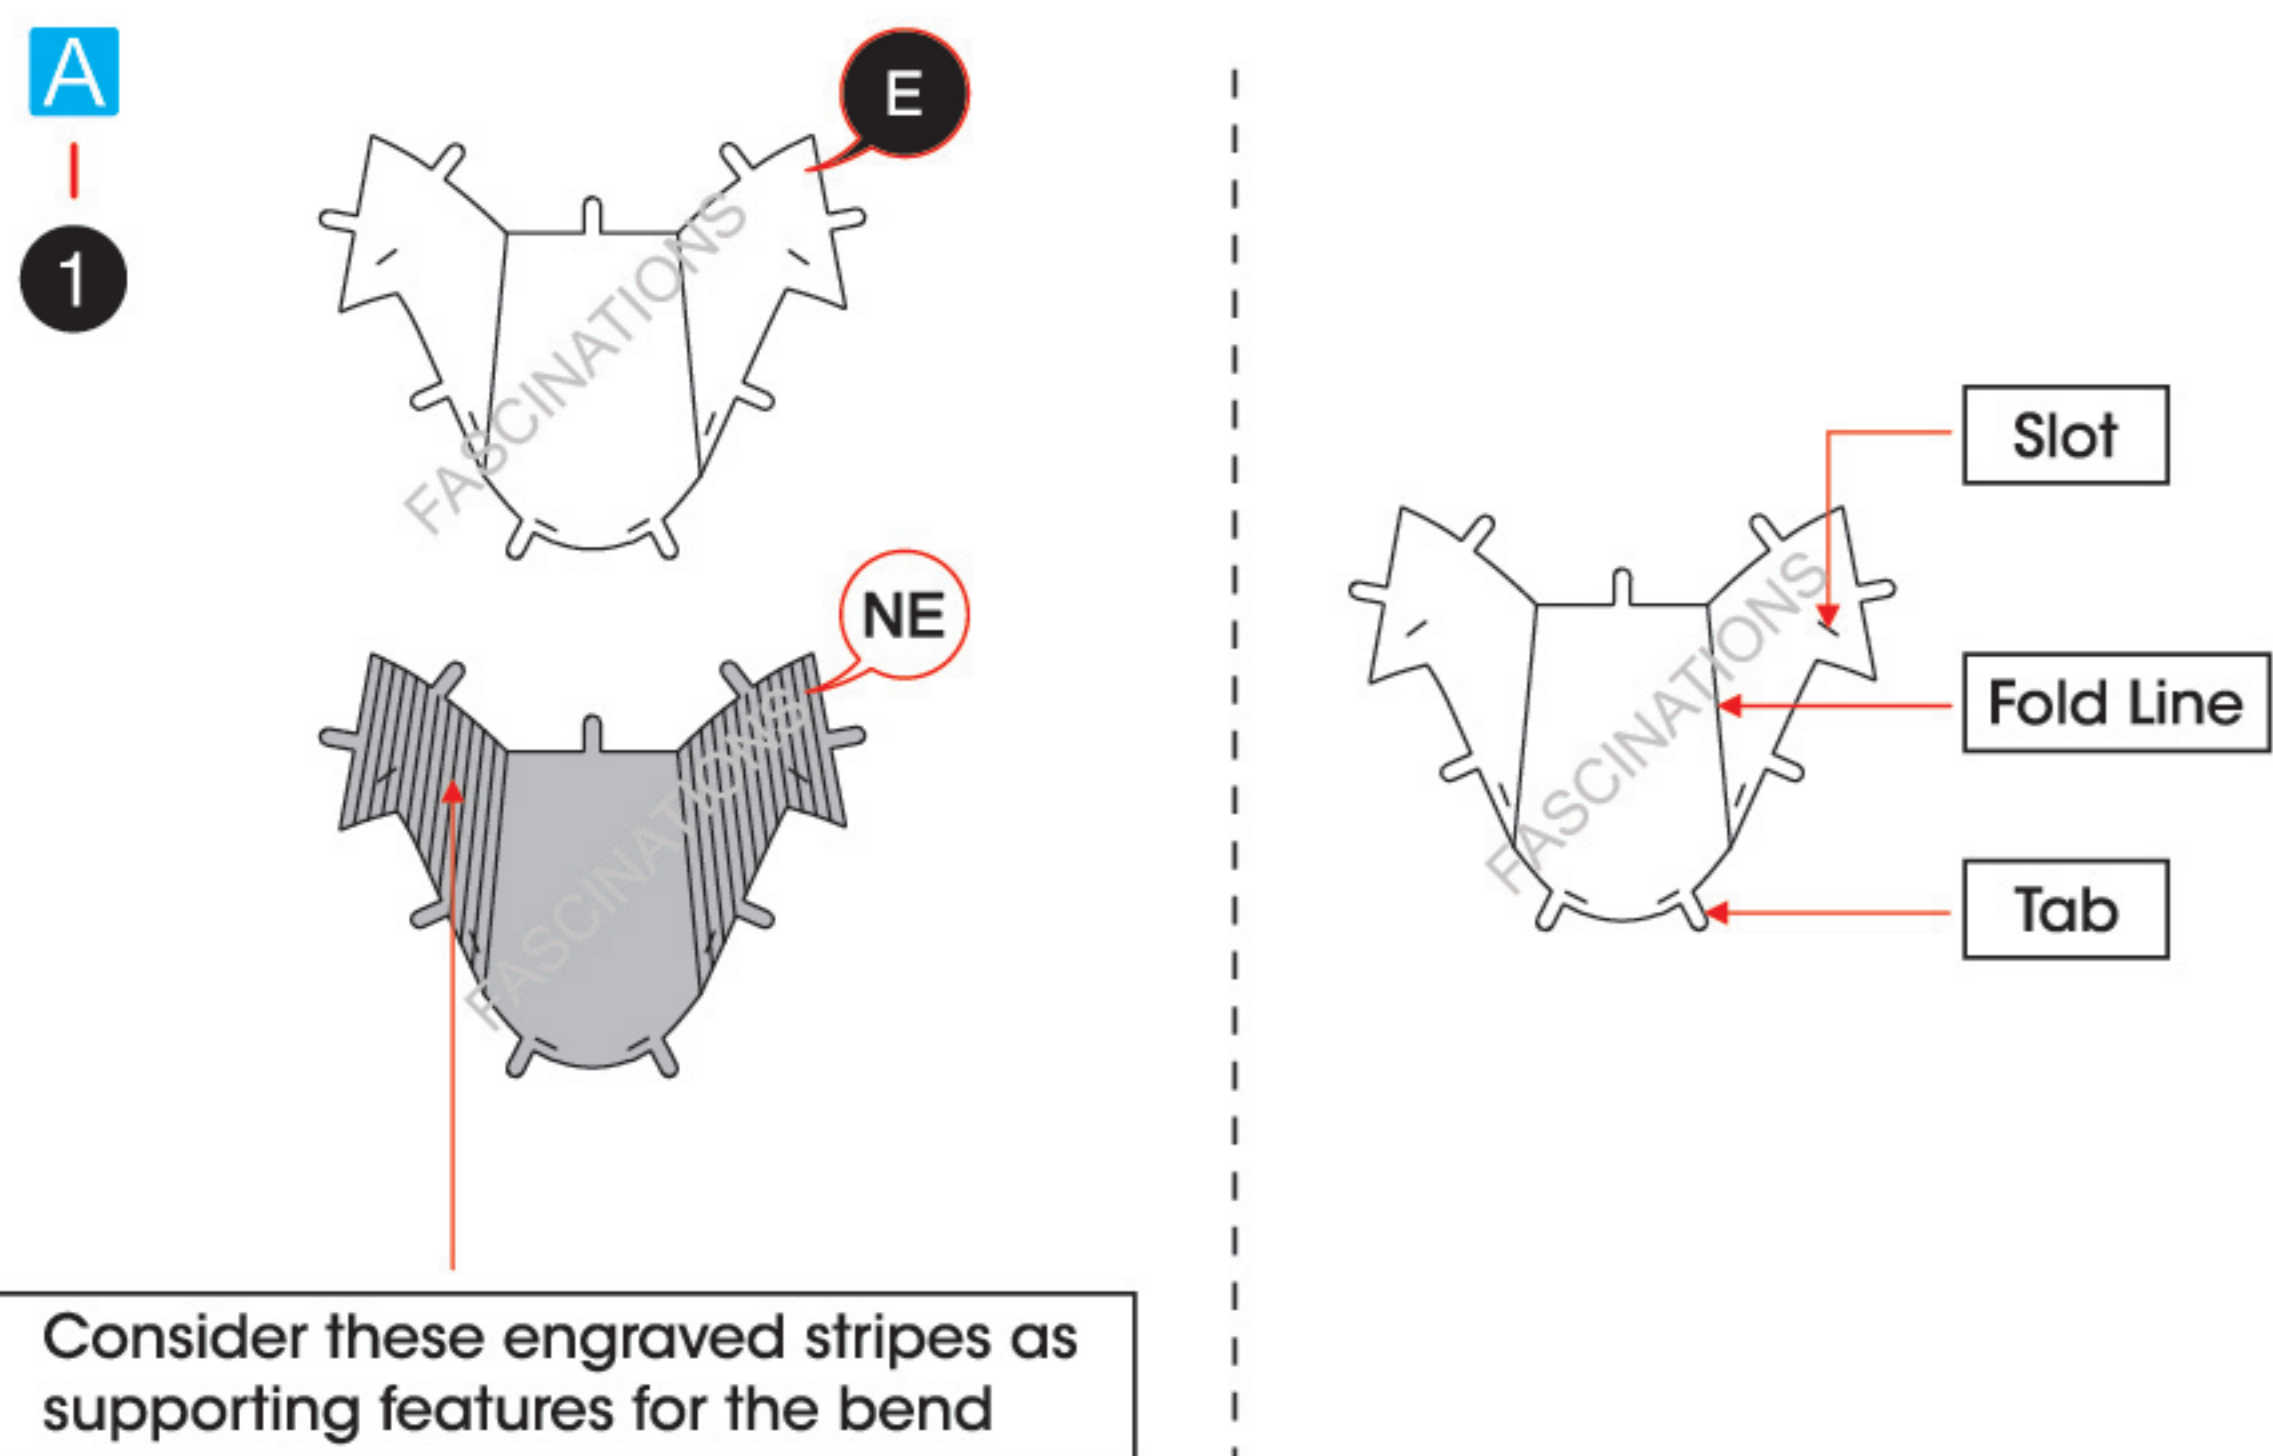 A
E
1
FASCINATIONS
NE
FASCINATIONS
Consider these engraved stripes as
supporting features for the bend
Slot
Fold Line
FASCINATIONS
Tab